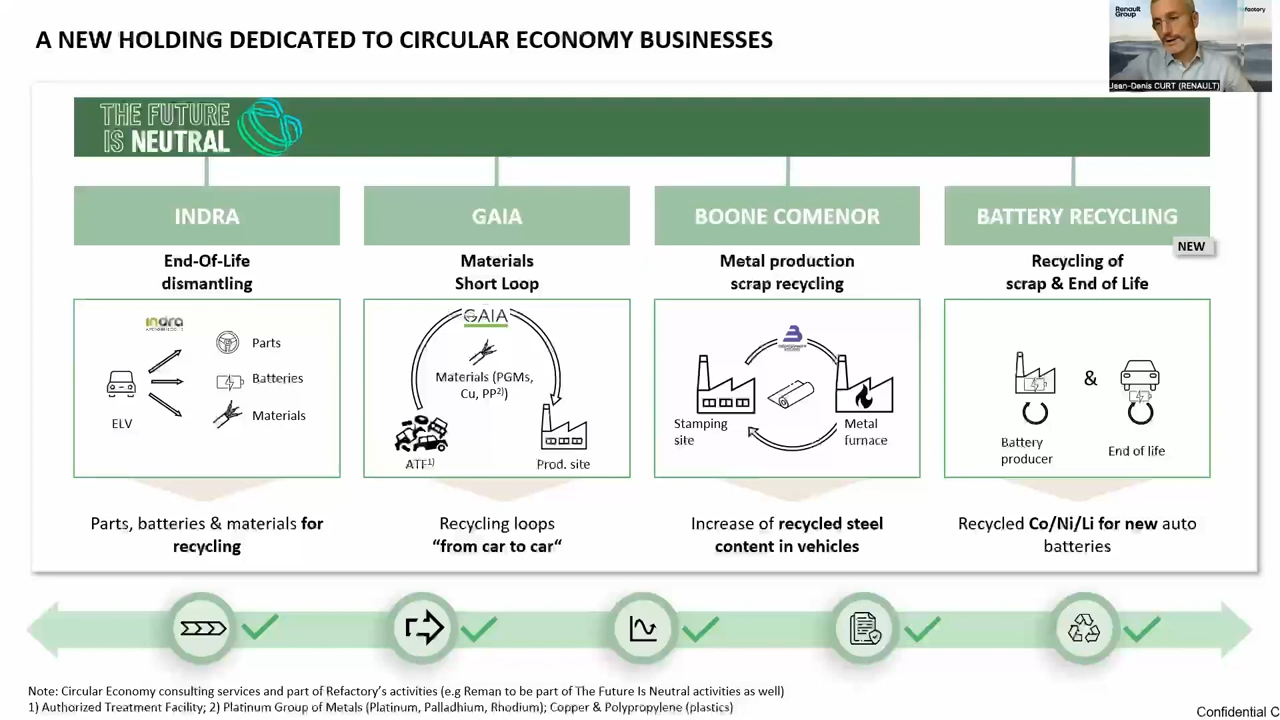 A NEW HOLDING DEDICATED TO CIRCULAR ECONOMY BUSINESSES
Renault
Group
factory
Jean-Denis CURT (RENAULT)
THE FUTURE
IS NEUTRAL
INDRA
GAIA
BOONE COMENOR
BATTERY RECYCLING
NEW
End-Of-Life
dismantling
Materials
Short Loop
Metal production
scrap recycling
Recycling of
scrap & End of Life
indra
ELV
Parts
Batteries
Materials
GAIA
Materials (PGMs,
Cu, PP2))
ATF1)
Prod. site
Stamping
site
Metal
furnace
&
Battery
producer
End of life
Parts, batteries & materials for
recycling
Recycling loops
“from car to car“
Increase of recycled steel
content in vehicles
Recycled Co/Ni/Li for new auto
batteries
Note: Circular Economy consulting services and part of Refactory’s activities (e.g Reman to be part of The Future Is Neutral activities as well)
1) Authorized Treatment Facility; 2) Platinum Group of Metals (Platinum, Palladhium, Rhodium); Copper & Polypropylene (plastics)
Confidential C